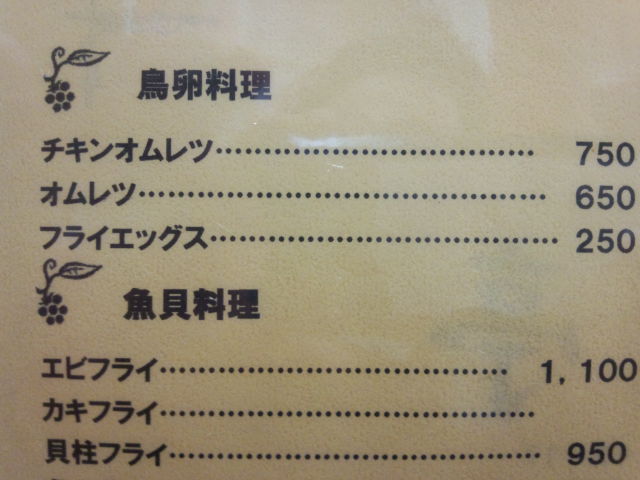 鳥卵料理
チキンオムレツ…………………………… 750
オムレツ…………………………………… 650
フライエッグス…………………………… 250
魚貝料理
エビフライ……………………………… 1,100
カキフライ…………………………………
貝柱フライ………………………………… 950